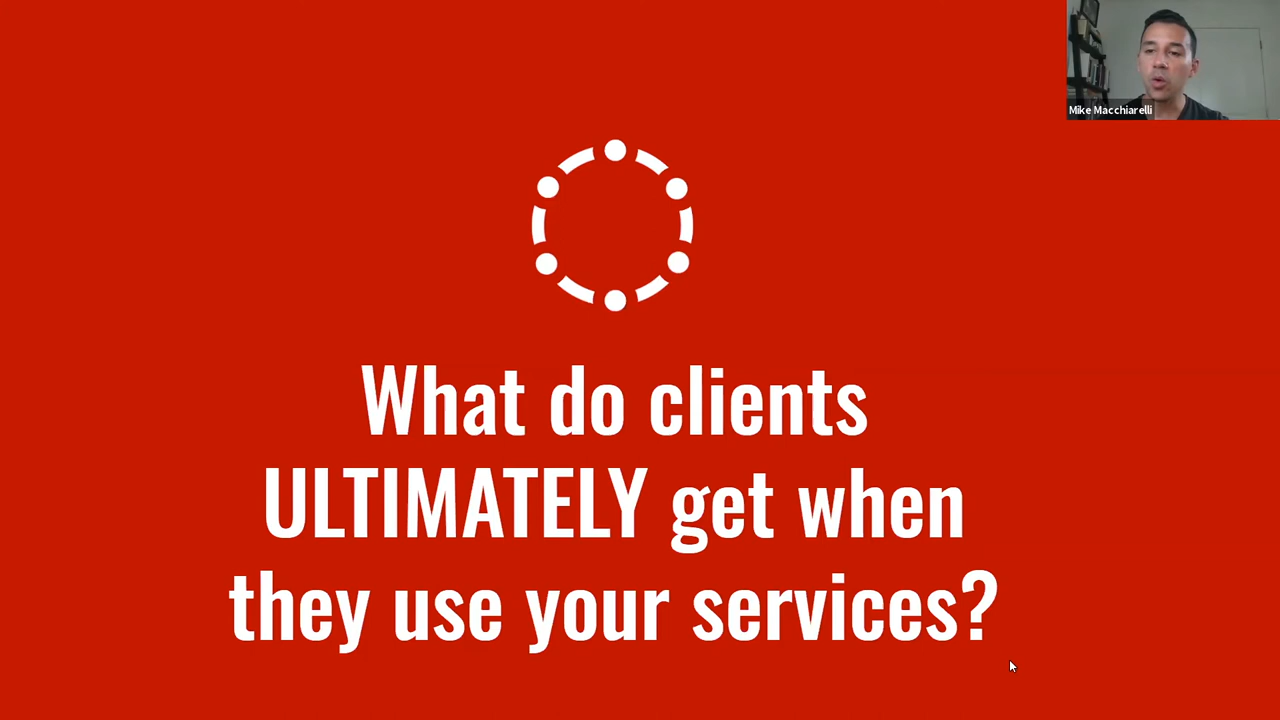 Mike Macchiarelli
What do clients
ULTIMATELY get when
they use your services?